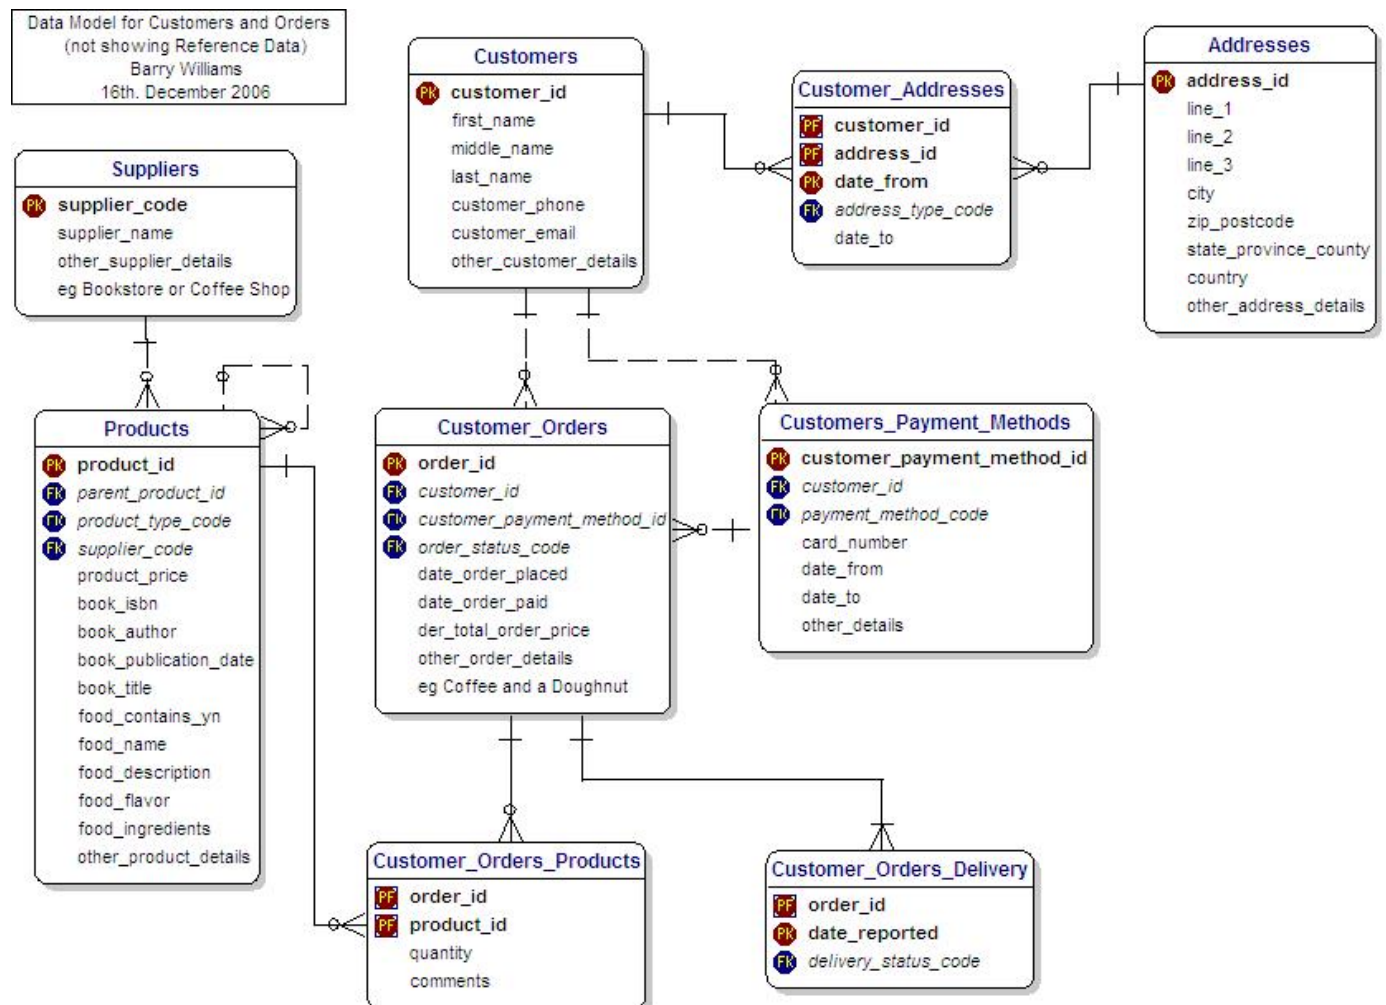 Data Model for Customers and Orders
(not showing Reference Data)
Barry Williams
16th. December 2006
Customers
PK customer_id
first_name
middle_name
last_name
customer_phone
customer_email
other_customer_details
Customer_Addresses
PF customer_id
PF address_id
PK date_from
FK address_type_code
date_to
Addresses
PK address_id
line_1
line_2
line_3
city
zip_postcode
state_province_county
country
other_address_details
Suppliers
PK supplier_code
supplier_name
other_supplier_details
eg Bookstore or Coffee Shop
Products
PK product_id
FK parent_product_id
FK product_type_code
FK supplier_code
product_price
book_isbn
book_author
book_publication_date
book_title
food_contains_yn
food_name
food_description
food_flavor
food_ingredients
other_product_details
Customer_Orders
PK order_id
FK customer_id
FK customer_payment_method_id
FK order_status_code
date_order_placed
date_order_paid
der_total_order_price
other_order_details
eg Coffee and a Doughnut
Customers_Payment_Methods
PK customer_payment_method_id
FK customer_id
FK payment_method_code
card_number
date_from
date_to
other_details
Customer_Orders_Products
PF order_id
PF product_id
quantity
comments
Customer_Orders_Delivery
PF order_id
PK date_reported
FK delivery_status_code